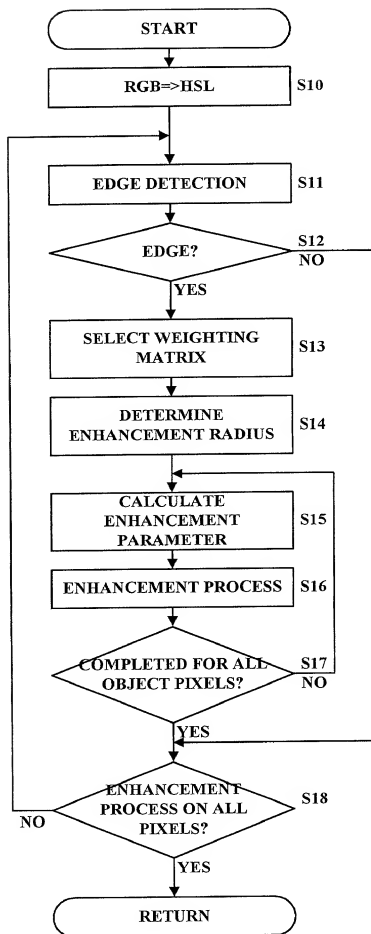 START
RGB=>HSL
S10
EDGE DETECTION
S11
EDGE?
S12
NO
YES
SELECT WEIGHTING
MATRIX
S13
DETERMINE
ENHANCEMENT RADIUS
S14
CALCULATE
ENHANCEMENT
PARAMETER
S15
ENHANCEMENT PROCESS
S16
COMPLETED FOR ALL
OBJECT PIXELS?
S17
NO
YES
ENHANCEMENT
PROCESS ON ALL
PIXELS?
S18
NO
YES
RETURN